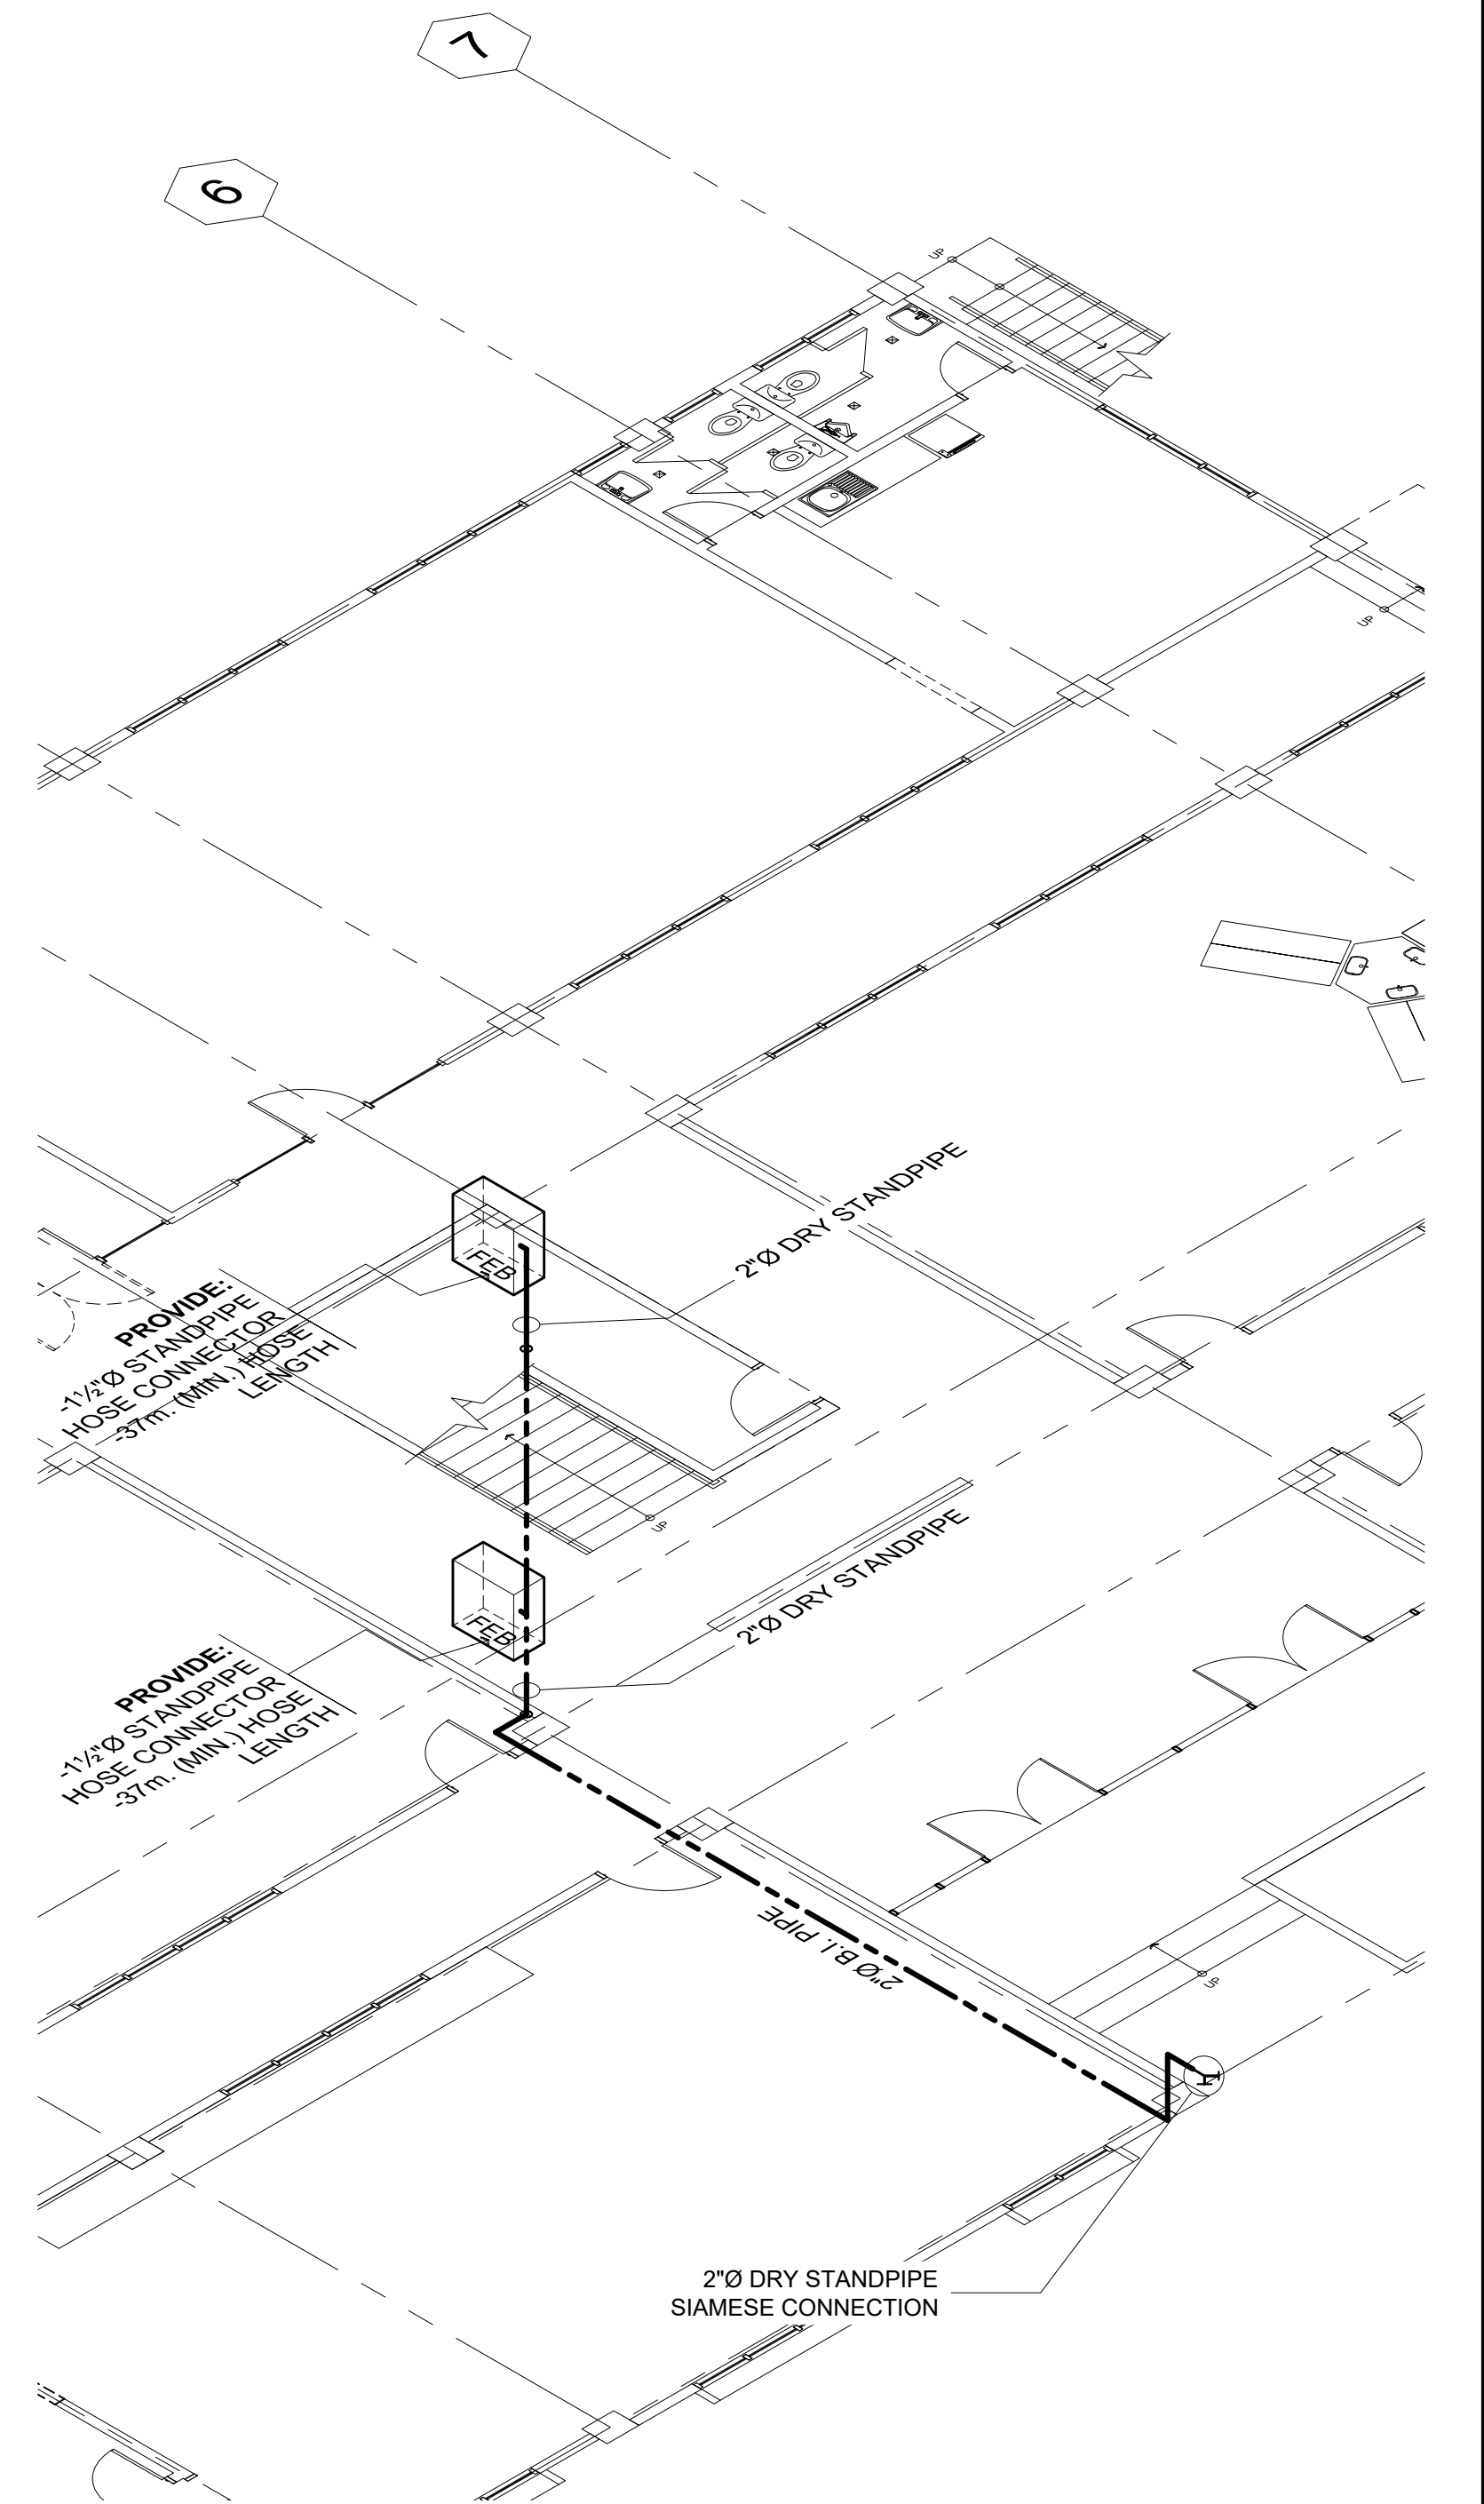 7
6
UP
UP
2"Ø DRY STANDPIPE
FEB
PROVIDE:
-1½"Ø STANDPIPE
HOSE CONNECTOR
-37m. (MIN.) HOSE
LENGTH
UP
2"Ø DRY STANDPIPE
FEB
PROVIDE:
-1½"Ø STANDPIPE
HOSE CONNECTOR
-37m. (MIN.) HOSE
LENGTH
2"Ø B.I. PIPE
UP
2"Ø DRY STANDPIPE
SIAMESE CONNECTION